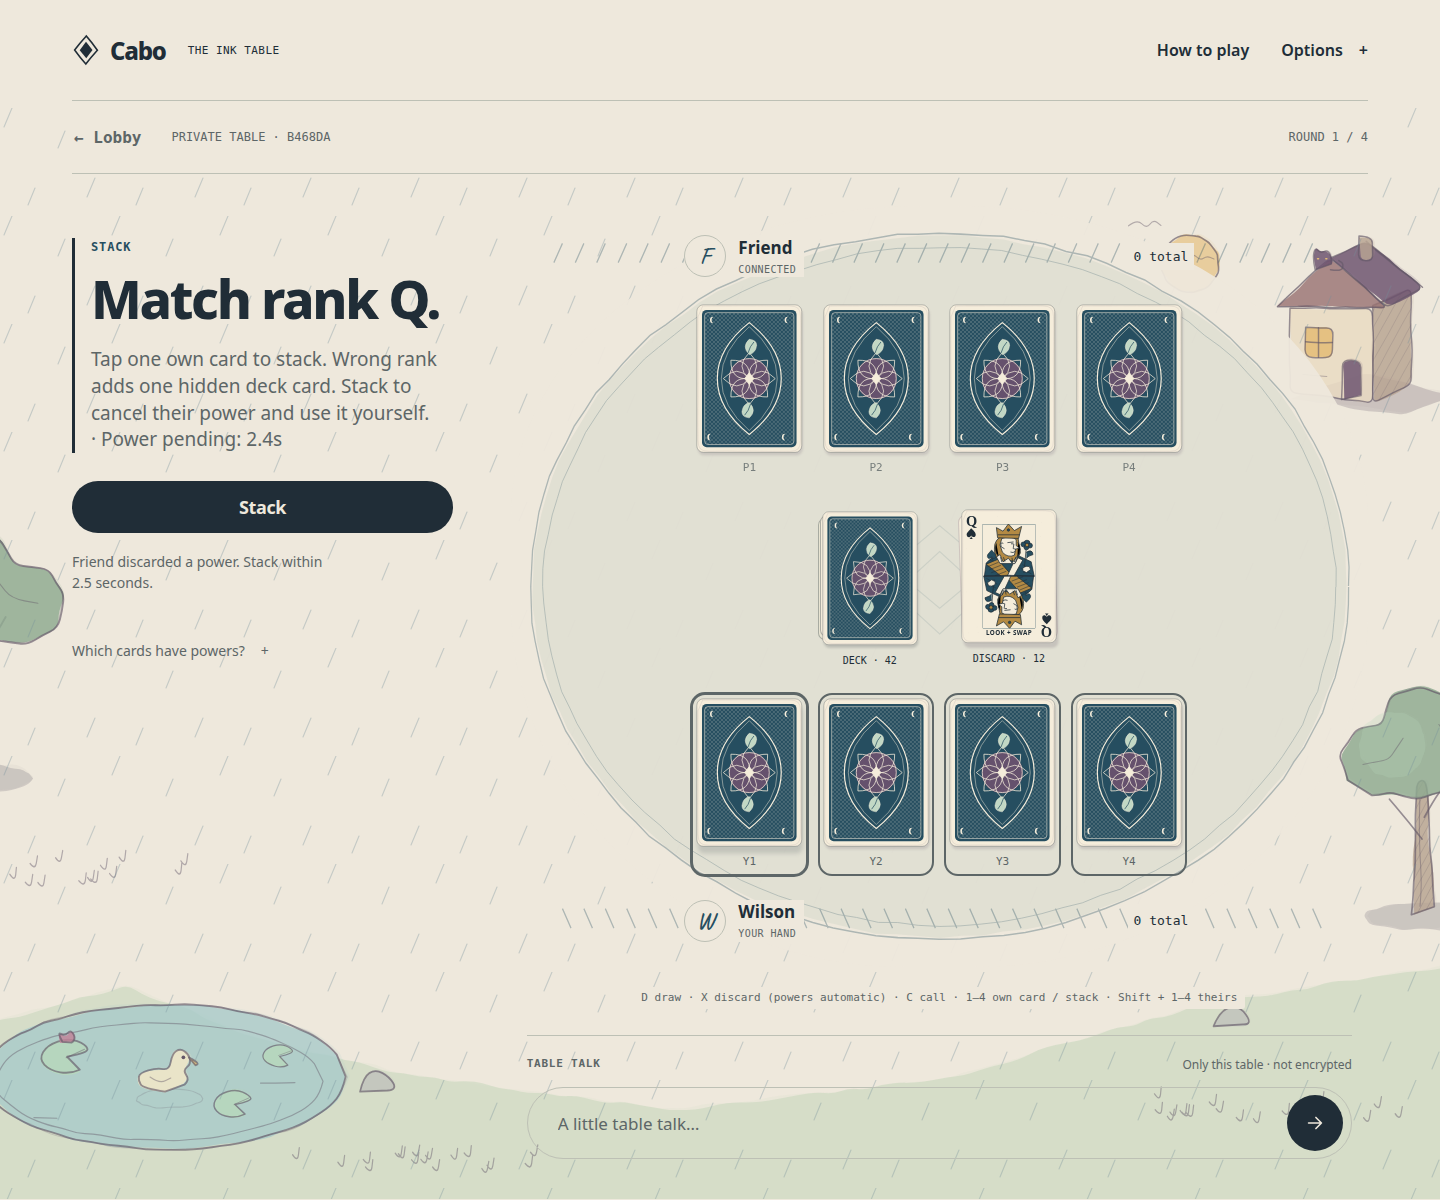 Cabo
THE INK TABLE
How to play
Options +
← Lobby
PRIVATE TABLE · B468DA
ROUND 1 / 4
STACK
Match rank Q.
Tap one own card to stack. Wrong rank
adds one hidden deck card. Stack to
cancel their power and use it yourself.
· Power pending: 2.4s
Stack
Friend discarded a power. Stack within
2.5 seconds.
Which cards have powers? +
F
Friend
CONNECTED
0 total
P1
P2
P3
P4
Q
LOOK + SWAP
Q
DECK · 42
DISCARD · 12
Y1
Y2
Y3
Y4
W
Wilson
YOUR HAND
0 total
D draw · X discard (powers automatic) · C call · 1–4 own card / stack · Shift + 1–4 theirs
TABLE TALK
Only this table · not encrypted
A little table talk...